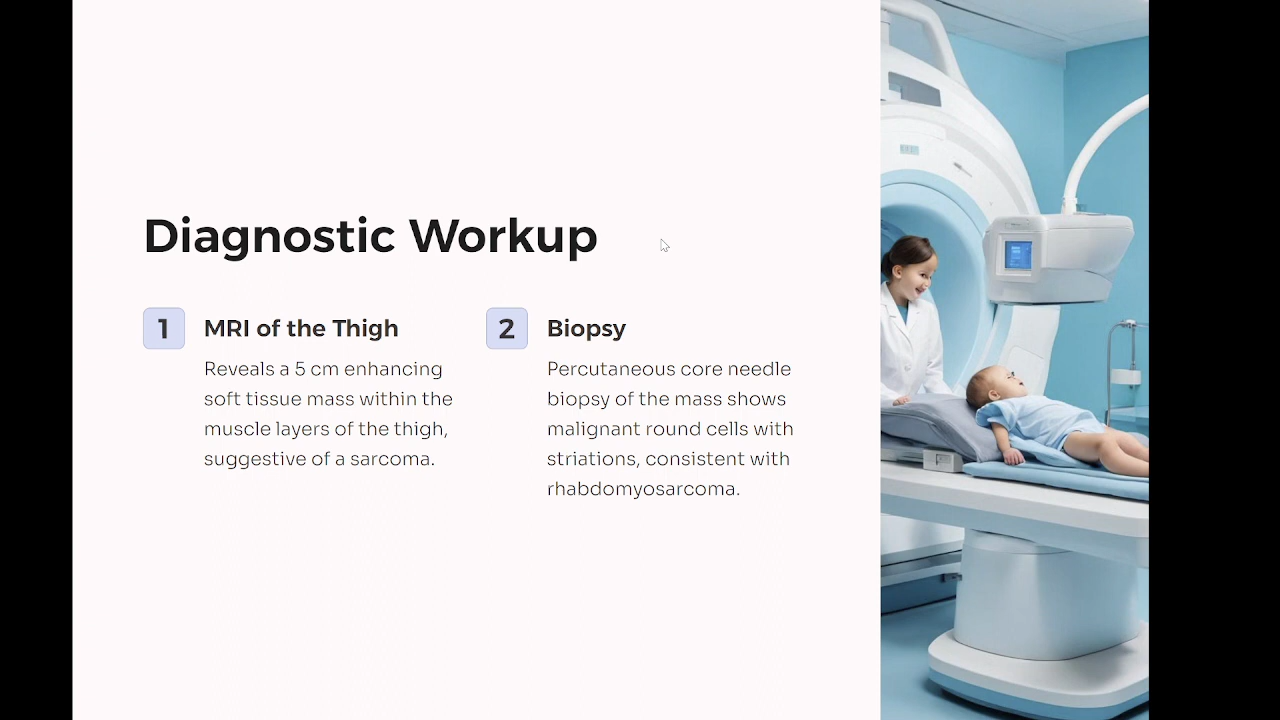 Diagnostic Workup
1
MRI of the Thigh
Reveals a 5 cm enhancing
soft tissue mass within the
muscle layers of the thigh,
suggestive of a sarcoma.
2
Biopsy
Percutaneous core needle
biopsy of the mass shows
malignant round cells with
striations, consistent with
rhabdomyosarcoma.